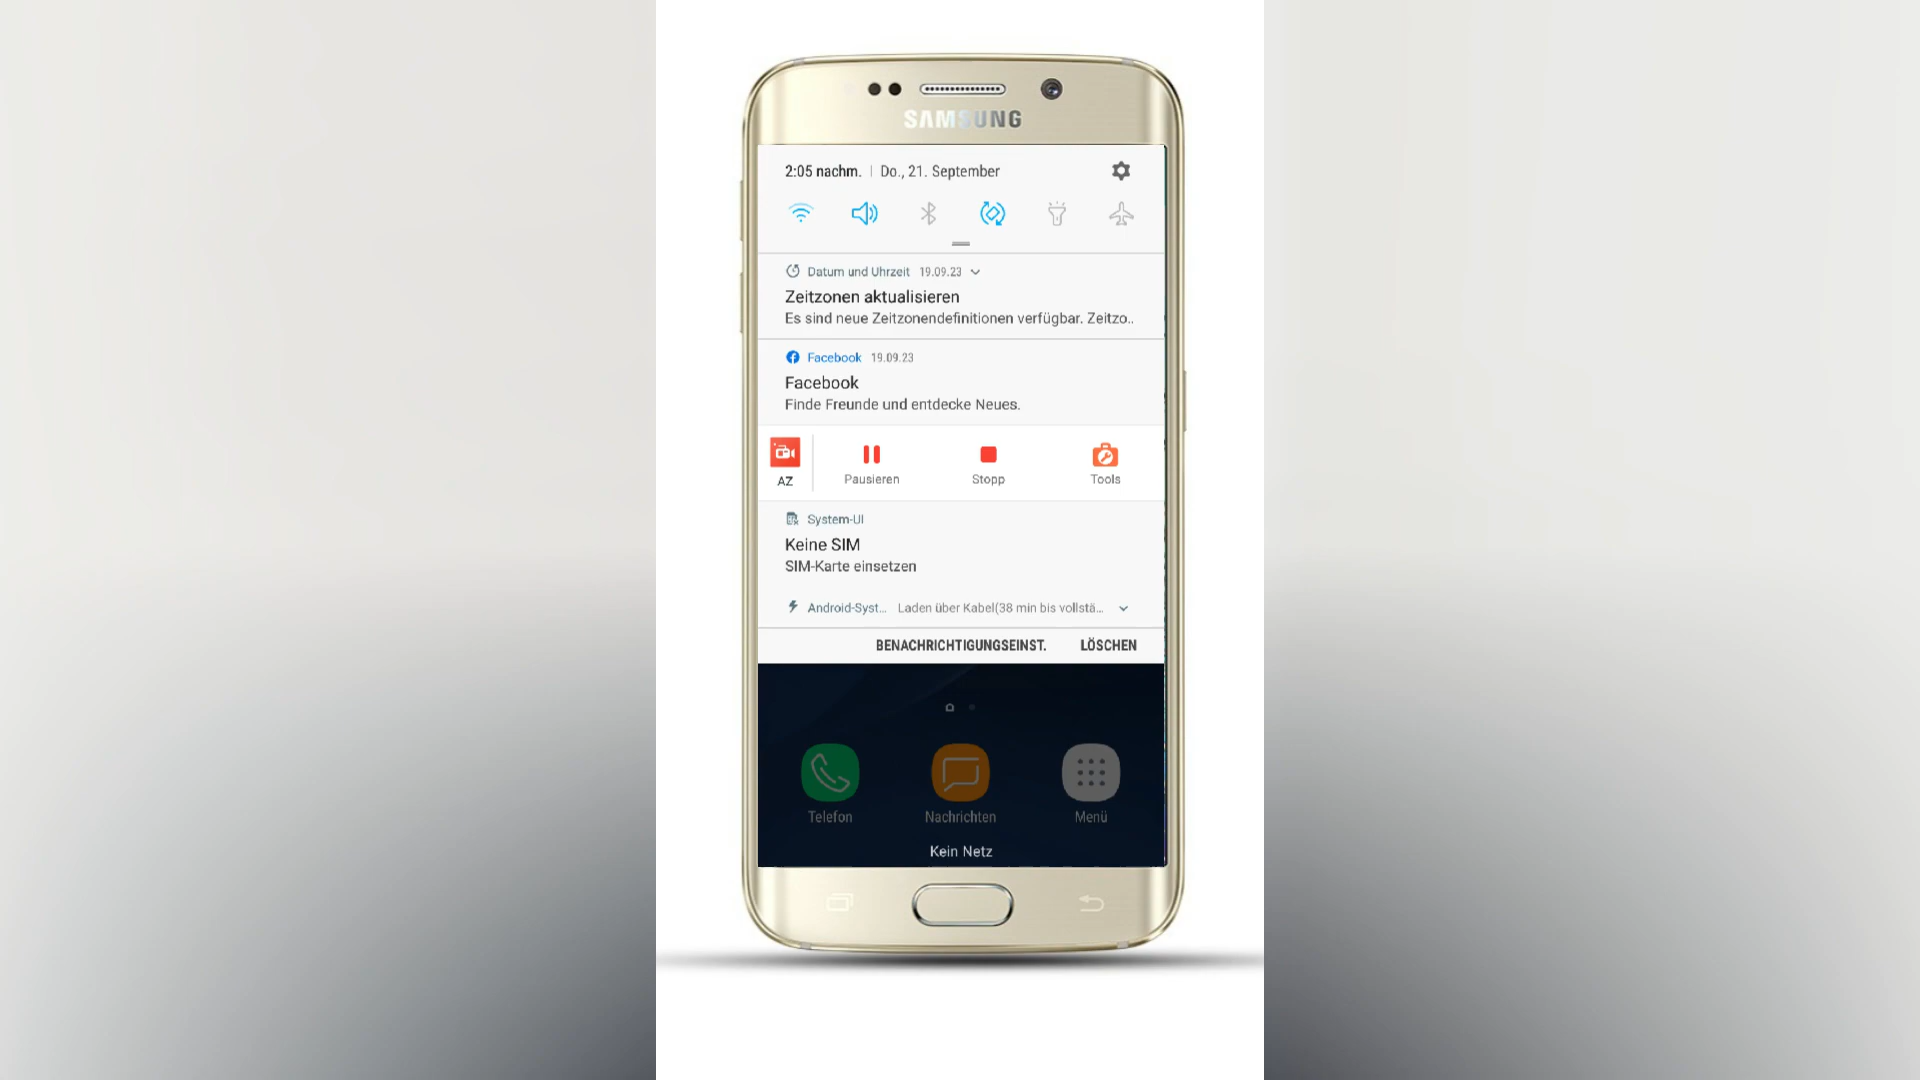 SAMSUNG
2:05 nachm. | Do., 21. September
Datum und Uhrzeit 19.09.23
Zeitzonen aktualisieren
Es sind neue Zeitzonendefinitionen verfügbar. Zeitzo..
Facebook 19.09.23
Facebook
Finde Freunde und entdecke Neues.
AZ Pausieren Stopp Tools
System-UI
Keine SIM
SIM-Karte einsetzen
Android-Syst... Laden über Kabel(38 min bis vollstä...
BENACHRICHTIGUNGSEINST. LÖSCHEN
Telefon Nachrichten Menü
Kein Netz